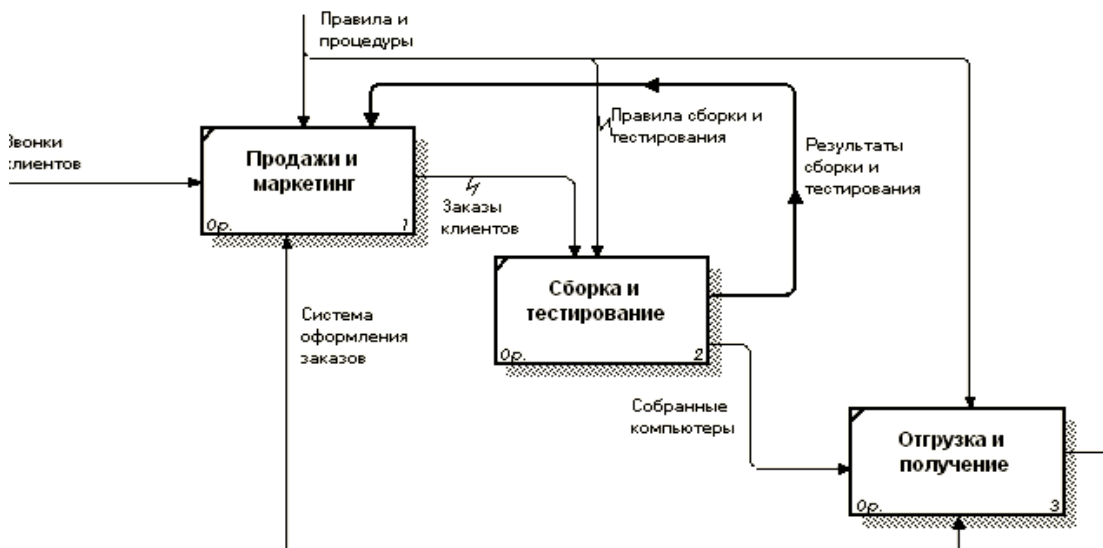 Правила и
процедуры
Звонки
клиентов
Продажи и
маркетинг
0р.
1
Заказы
клиентов
Правила сборки и
тестирования
Результаты
сборки и
тестирования
Сборка и
тестирование
0р.
2
Система
оформления
заказов
Собранные
компьютеры
Отгрузка и
получение
0р.
3